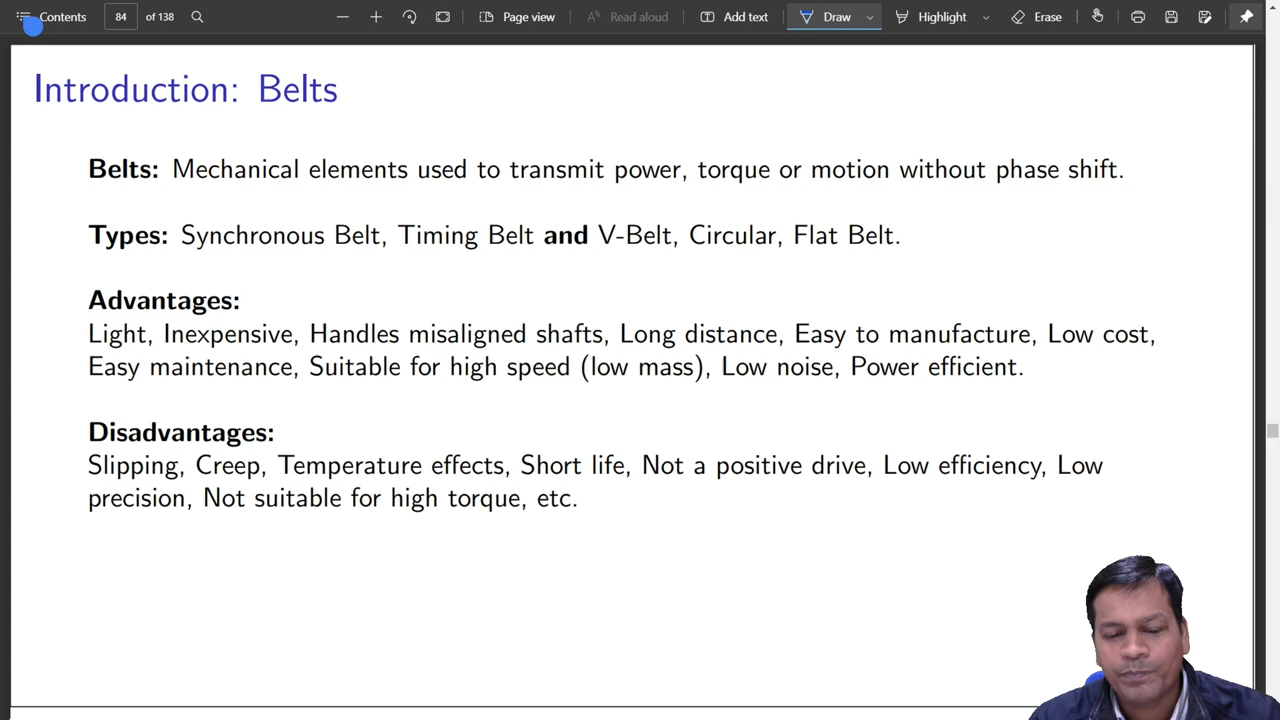 Contents 84 of 138 Page view Read aloud Add text Draw Highlight Erase
Introduction: Belts
Belts: Mechanical elements used to transmit power, torque or motion without phase shift.
Types: Synchronous Belt, Timing Belt and V-Belt, Circular, Flat Belt.
Advantages:
Light, Inexpensive, Handles misaligned shafts, Long distance, Easy to manufacture, Low cost,
Easy maintenance, Suitable for high speed (low mass), Low noise, Power efficient.
Disadvantages:
Slipping, Creep, Temperature effects, Short life, Not a positive drive, Low efficiency, Low
precision, Not suitable for high torque, etc.